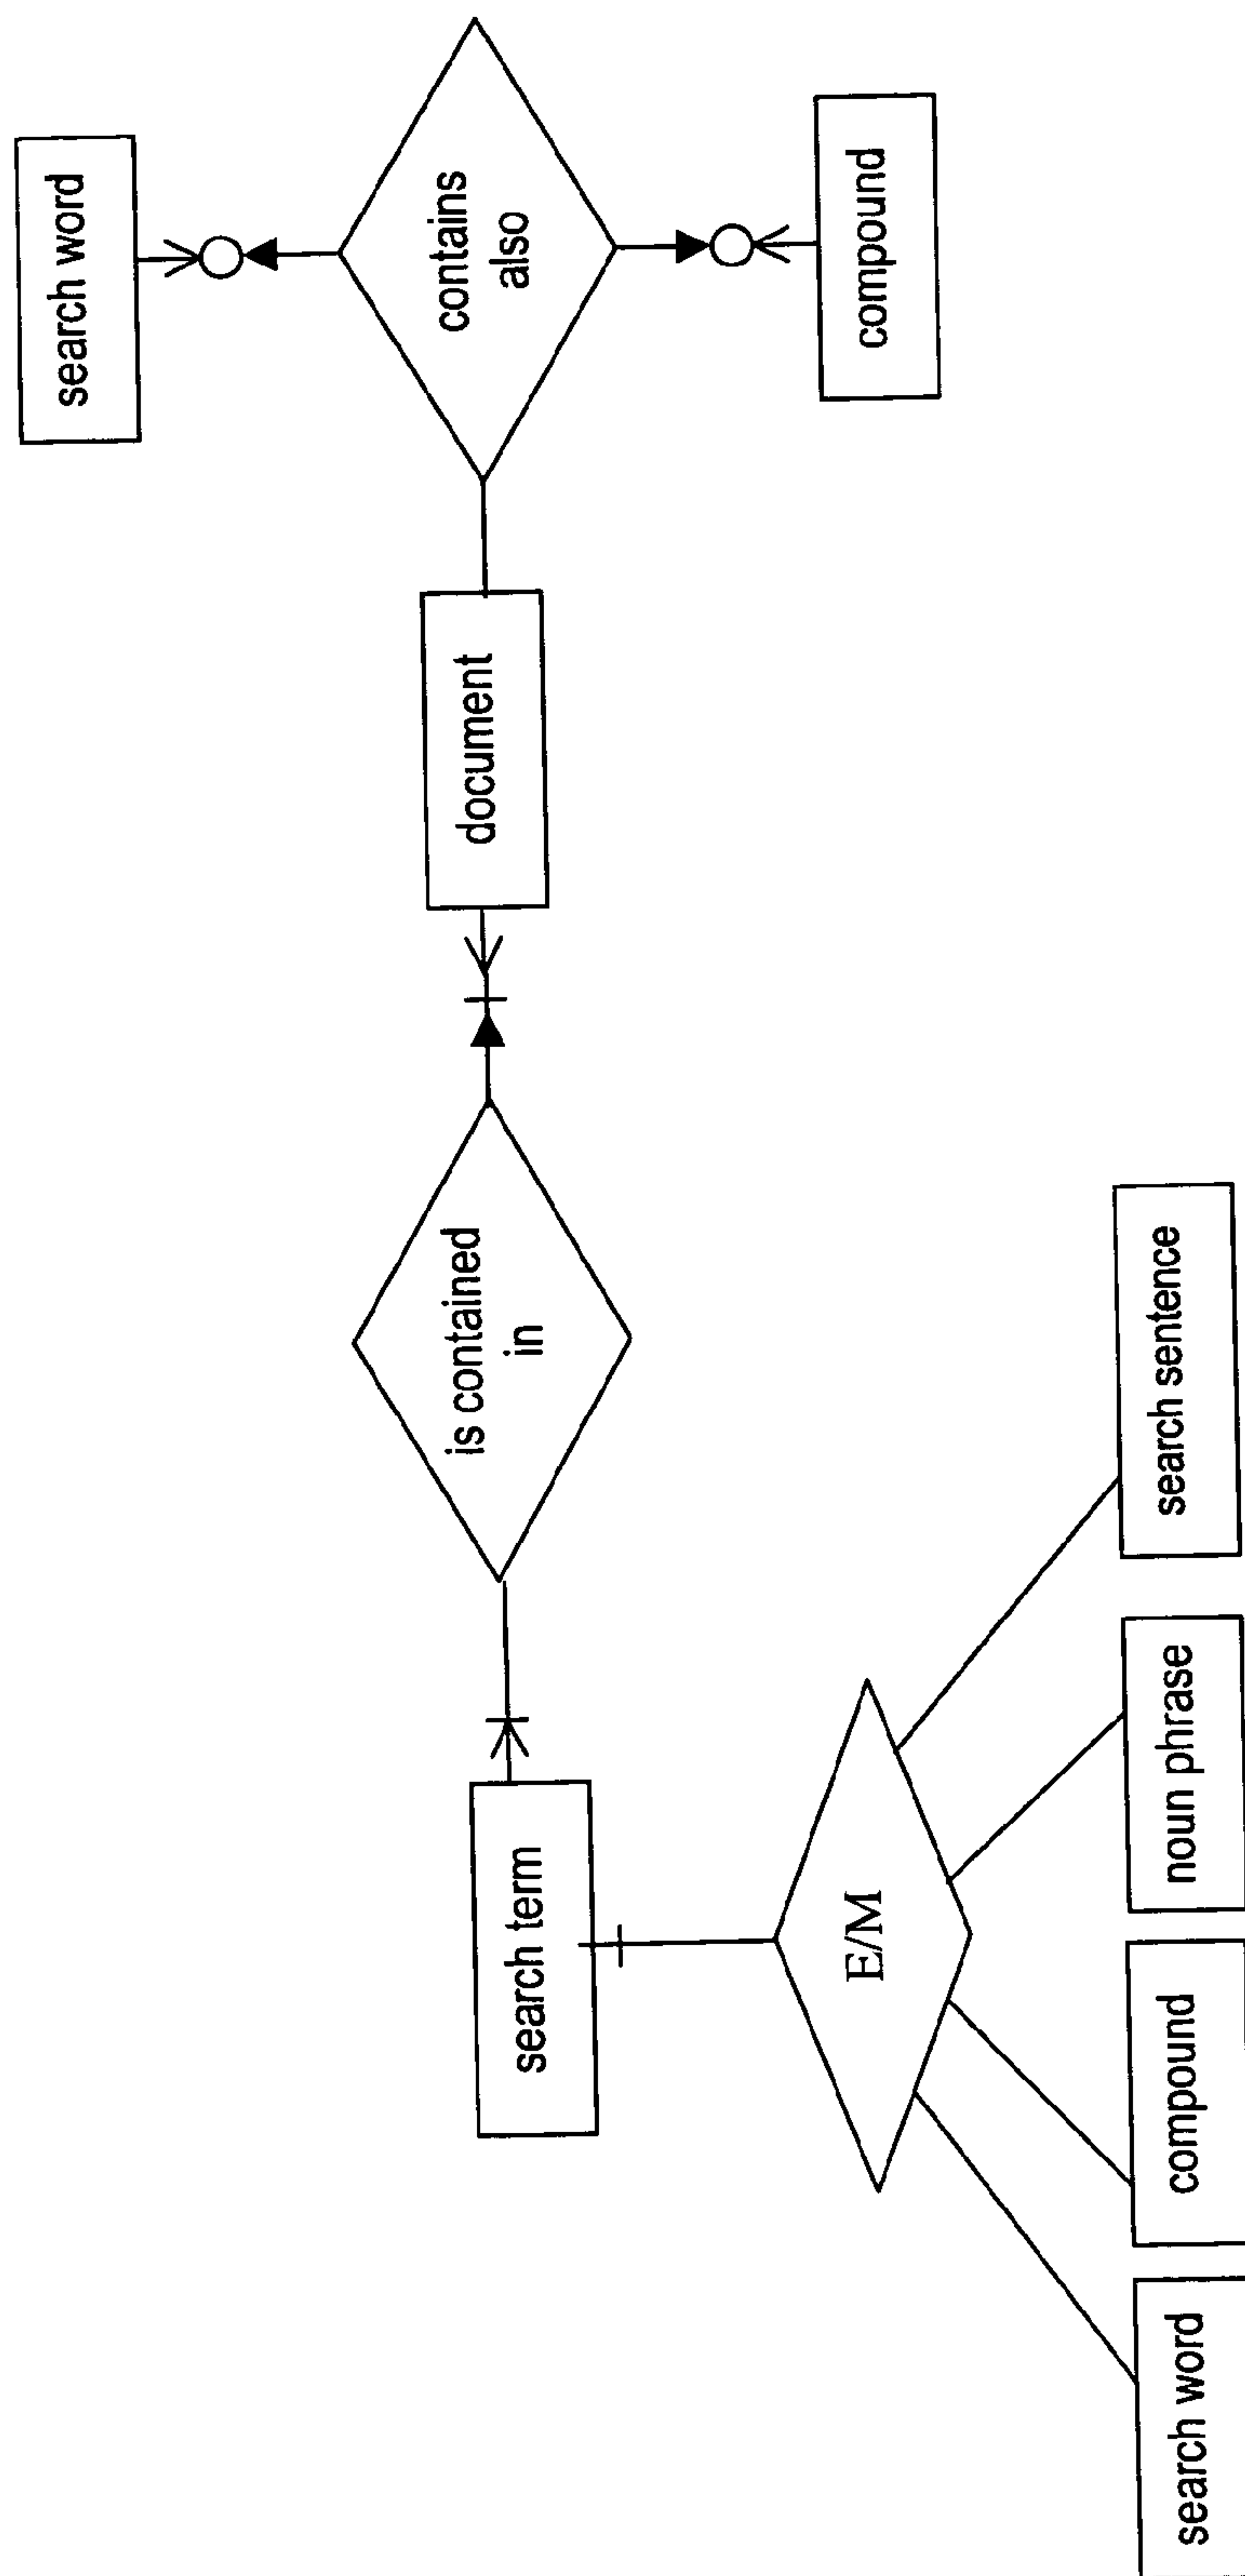 search term
is contained
in
document
contains
also
search word
compound
E/M
search word
compound
noun phrase
search sentence